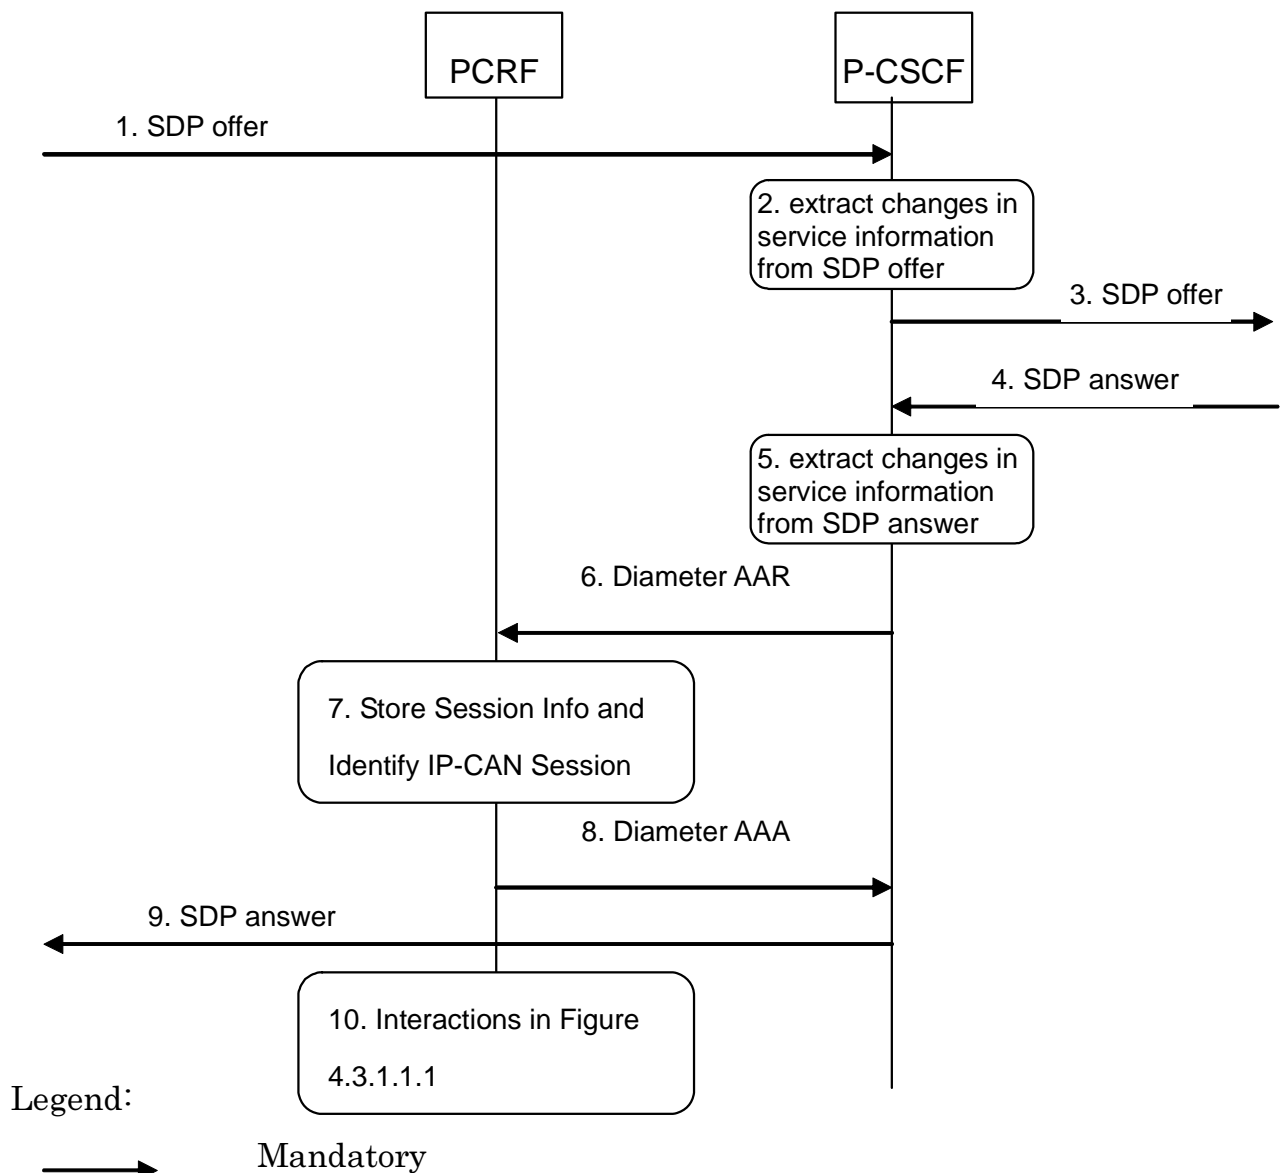 PCRF
P-CSCF
1. SDP offer
2. extract changes in
service information
from SDP offer
3. SDP offer
4. SDP answer
5. extract changes in
service information
from SDP answer
6. Diameter AAR
7. Store Session Info and
Identify IP-CAN Session
8. Diameter AAA
9. SDP answer
10. Interactions in Figure
4.3.1.1.1
Legend:
Mandatory